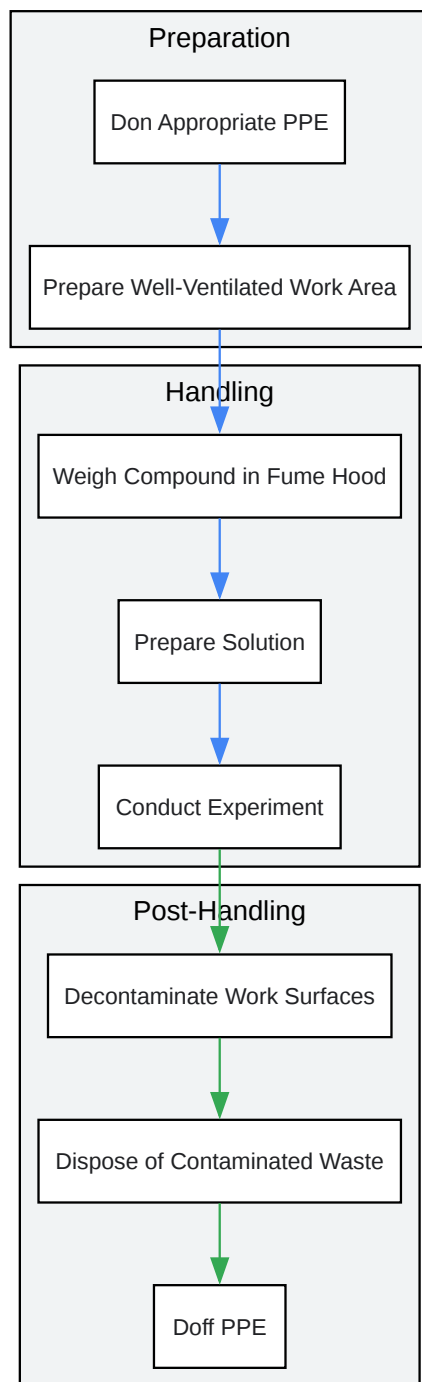 Preparation
Don Appropriate PPE
Prepare Well-Ventilated Work Area
Handling
Weigh Compound in Fume Hood
Prepare Solution
Conduct Experiment
Post-Handling
Decontaminate Work Surfaces
Dispose of Contaminated Waste
Doff PPE